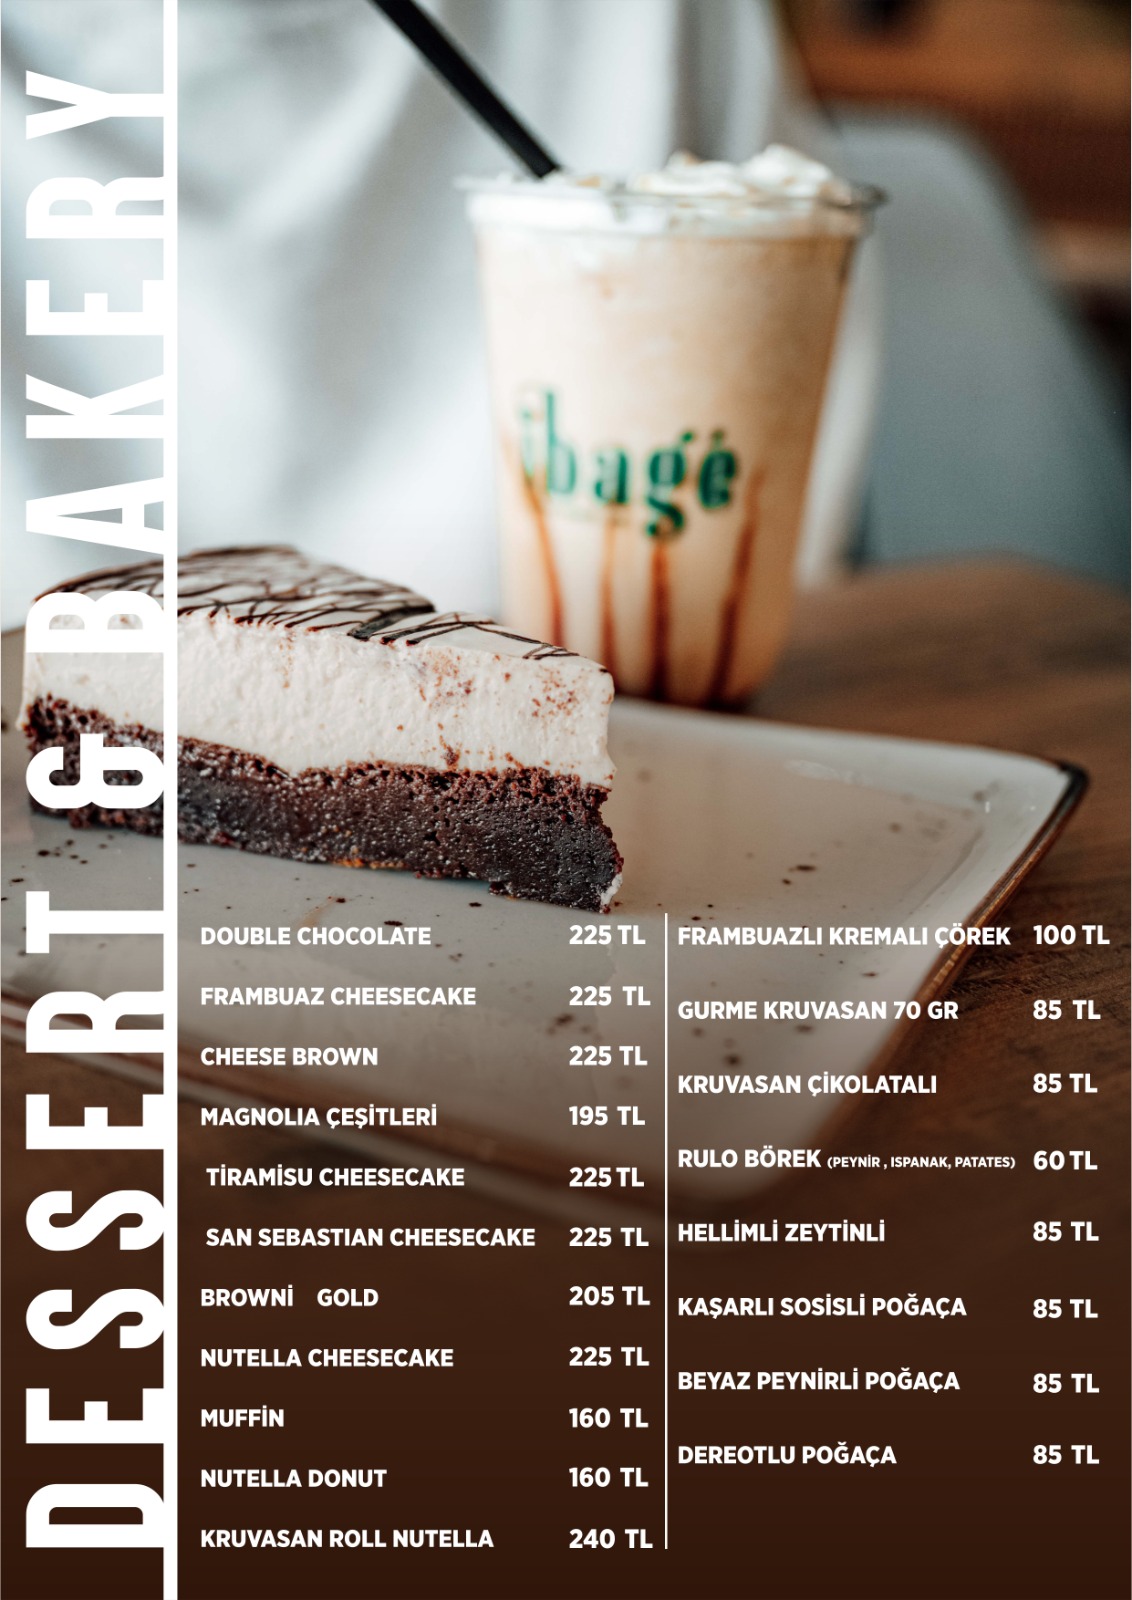 DESSERT & BAKERY
ibagé
DOUBLE CHOCOLATE 225 TL
FRAMBUAZ CHEESECAKE 225 TL
CHEESE BROWN 225 TL
MAGNOLIA ÇEŞİTLERİ 195 TL
TİRAMİSU CHEESECAKE 225 TL
SAN SEBASTIAN CHEESECAKE 225 TL
BROWNİ GOLD 205 TL
NUTELLA CHEESECAKE 225 TL
MUFFİN 160 TL
NUTELLA DONUT 160 TL
KRUVASAN ROLL NUTELLA 240 TL
FRAMBUAZLI KREMALI ÇÖREK 100 TL
GURME KRUVASAN 70 GR 85 TL
KRUVASAN ÇİKOLATALI 85 TL
RULO BÖREK (PEYNİR , ISPANAK, PATATES) 60 TL
HELLİMLİ ZEYTİNLİ 85 TL
KAŞARLI SOSİSLİ POĞAÇA 85 TL
BEYAZ PEYNİRLİ POĞAÇA 85 TL
DEREOTLU POĞAÇA 85 TL